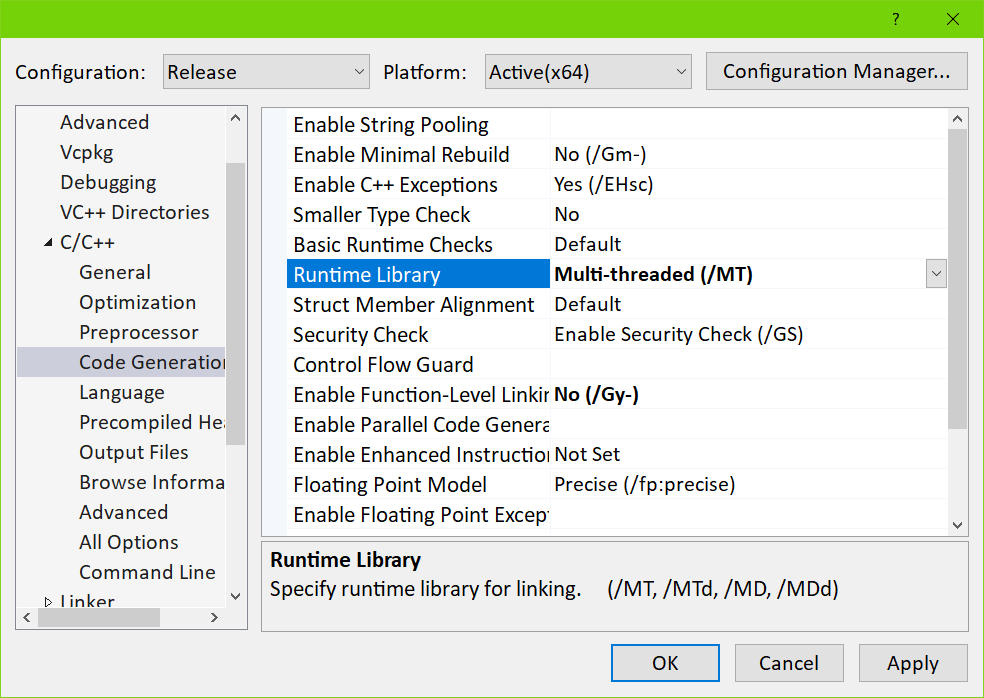 ?
Configuration: Release Platform: Active(x64) Configuration Manager...
Advanced
Vcpkg
Debugging
VC++ Directories
C/C++
General
Optimization
Preprocessor
Code Generation
Language
Precompiled Hea
Output Files
Browse Informa
Advanced
All Options
Command Line
Linker
Enable String Pooling
Enable Minimal Rebuild No (/Gm-)
Enable C++ Exceptions Yes (/EHsc)
Smaller Type Check No
Basic Runtime Checks Default
Runtime Library Multi-threaded (/MT)
Struct Member Alignment Default
Security Check Enable Security Check (/GS)
Control Flow Guard
Enable Function-Level Linkin No (/Gy-)
Enable Parallel Code Genera
Enable Enhanced Instruction Not Set
Floating Point Model Precise (/fp:precise)
Enable Floating Point Excep
Runtime Library
Specify runtime library for linking. (/MT, /MTd, /MD, /MDd)
OK Cancel Apply